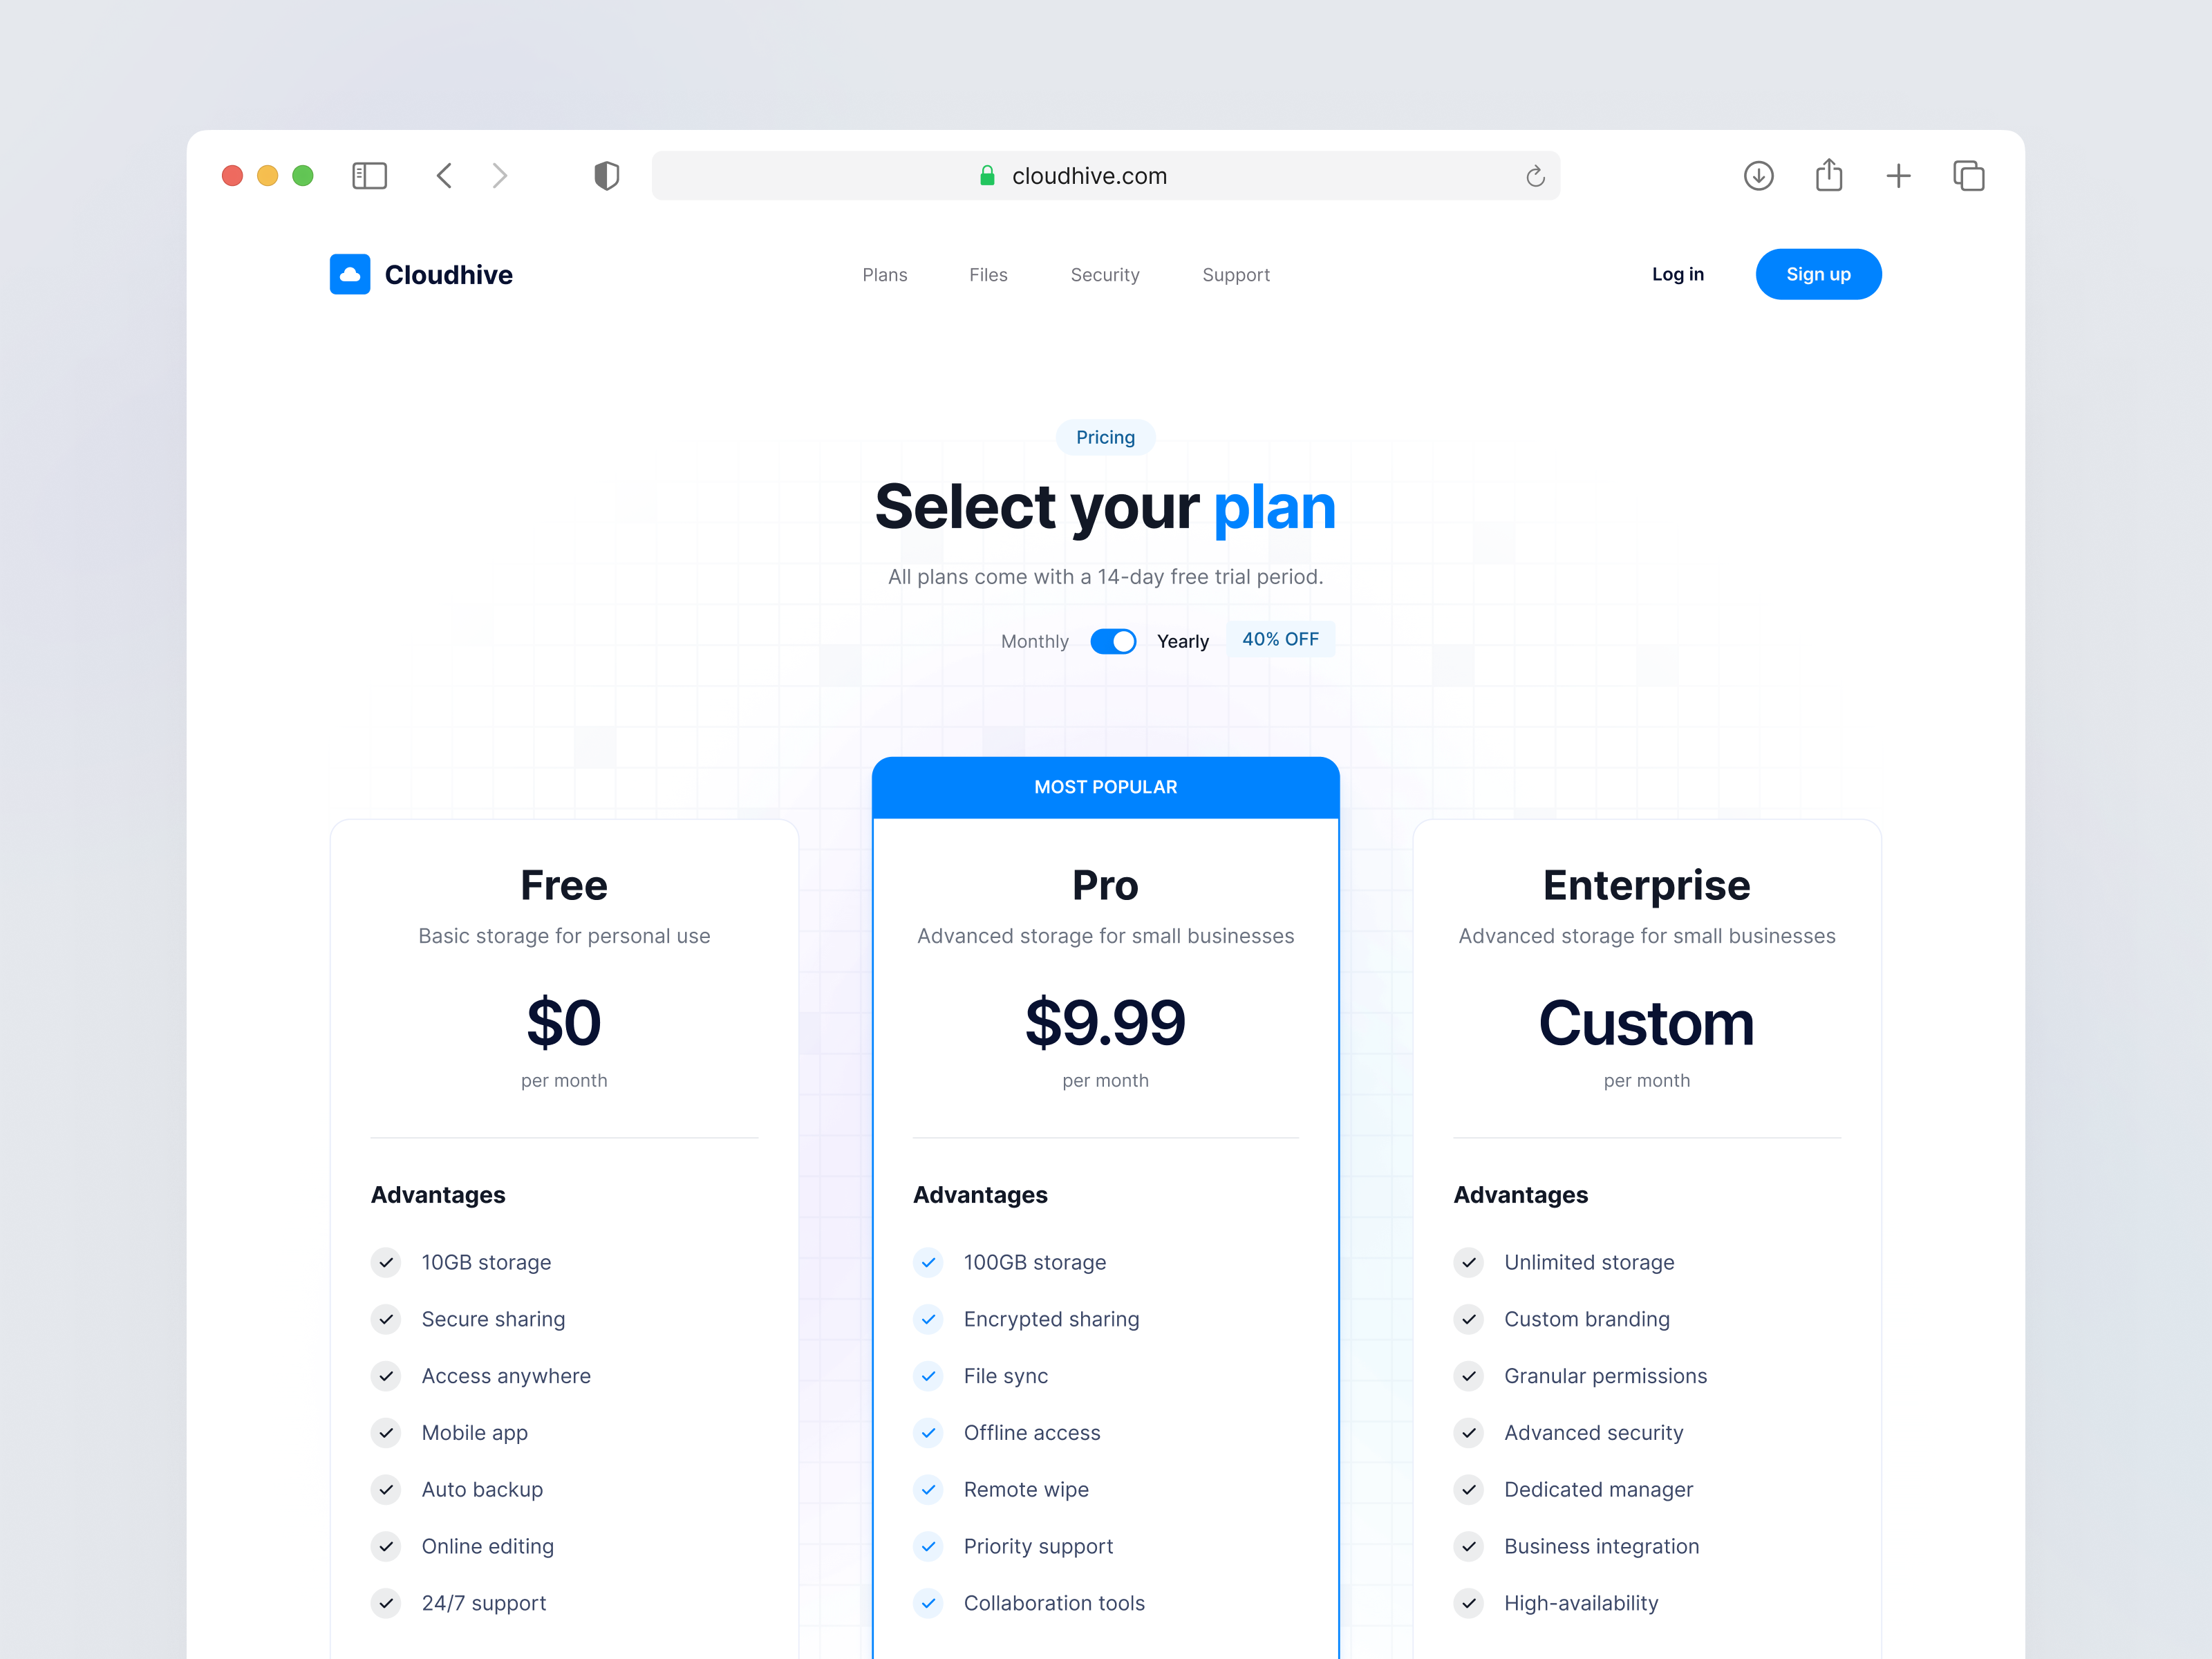 cloudhive.com
Cloudhive
Plans Files Security Support
Log in Sign up
Pricing
Select your plan
All plans come with a 14-day free trial period.
Monthly Yearly 40% OFF
MOST POPULAR
Free
Basic storage for personal use
$0
per month
Advantages
10GB storage
Secure sharing
Access anywhere
Mobile app
Auto backup
Online editing
24/7 support
Pro
Advanced storage for small businesses
$9.99
per month
Advantages
100GB storage
Encrypted sharing
File sync
Offline access
Remote wipe
Priority support
Collaboration tools
Enterprise
Advanced storage for small businesses
Custom
per month
Advantages
Unlimited storage
Custom branding
Granular permissions
Advanced security
Dedicated manager
Business integration
High-availability